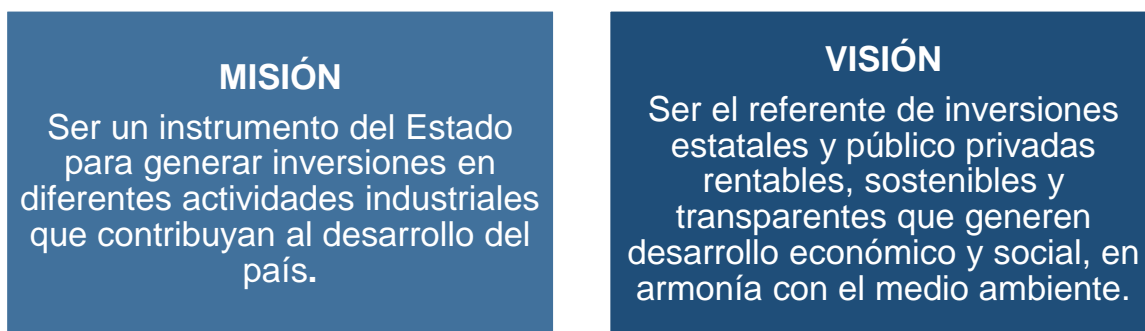 MISIÓN
Ser un instrumento del Estado
para generar inversiones en
diferentes actividades industriales
que contribuyan al desarrollo del
país.
VISIÓN
Ser el referente de inversiones
estatales y público privadas
rentables, sostenibles y
transparentes que generen
desarrollo económico y social, en
armonía con el medio ambiente.